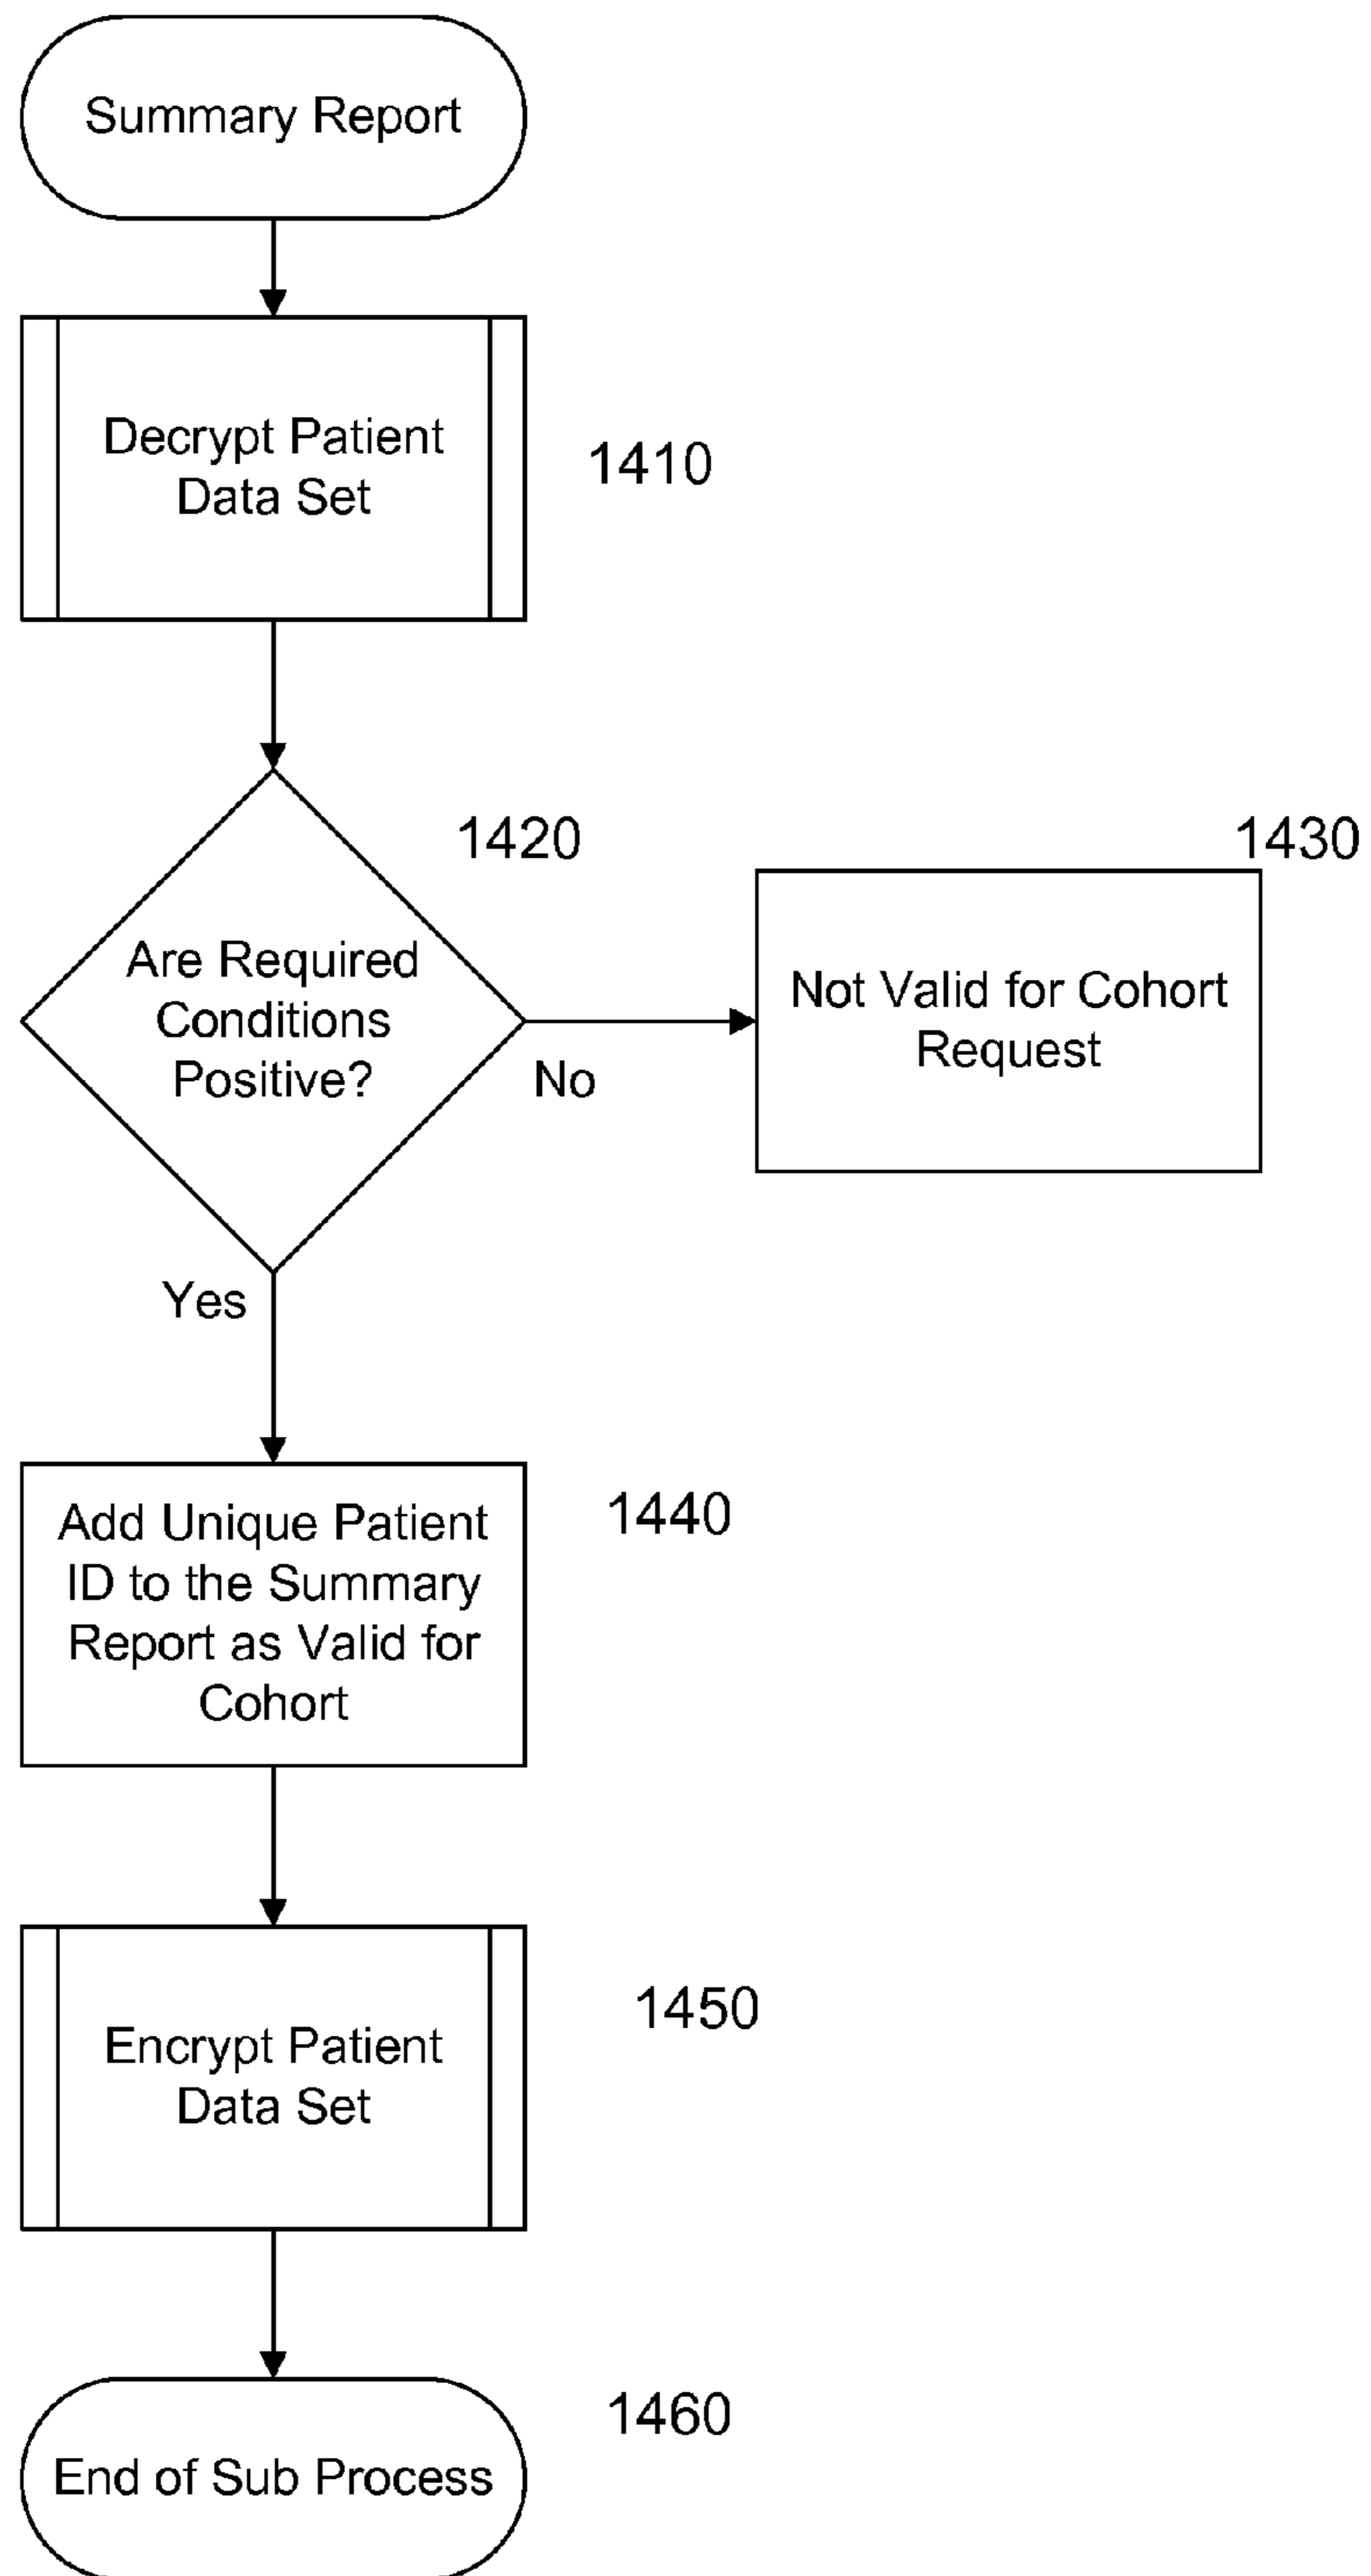 Summary Report
Decrypt Patient
Data Set
1410
1420
1430
Are Required
Conditions
Positive?
No
Not Valid for Cohort
Request
Yes
Add Unique Patient
ID to the Summary
Report as Valid for
Cohort
1440
Encrypt Patient
Data Set
1450
End of Sub Process
1460